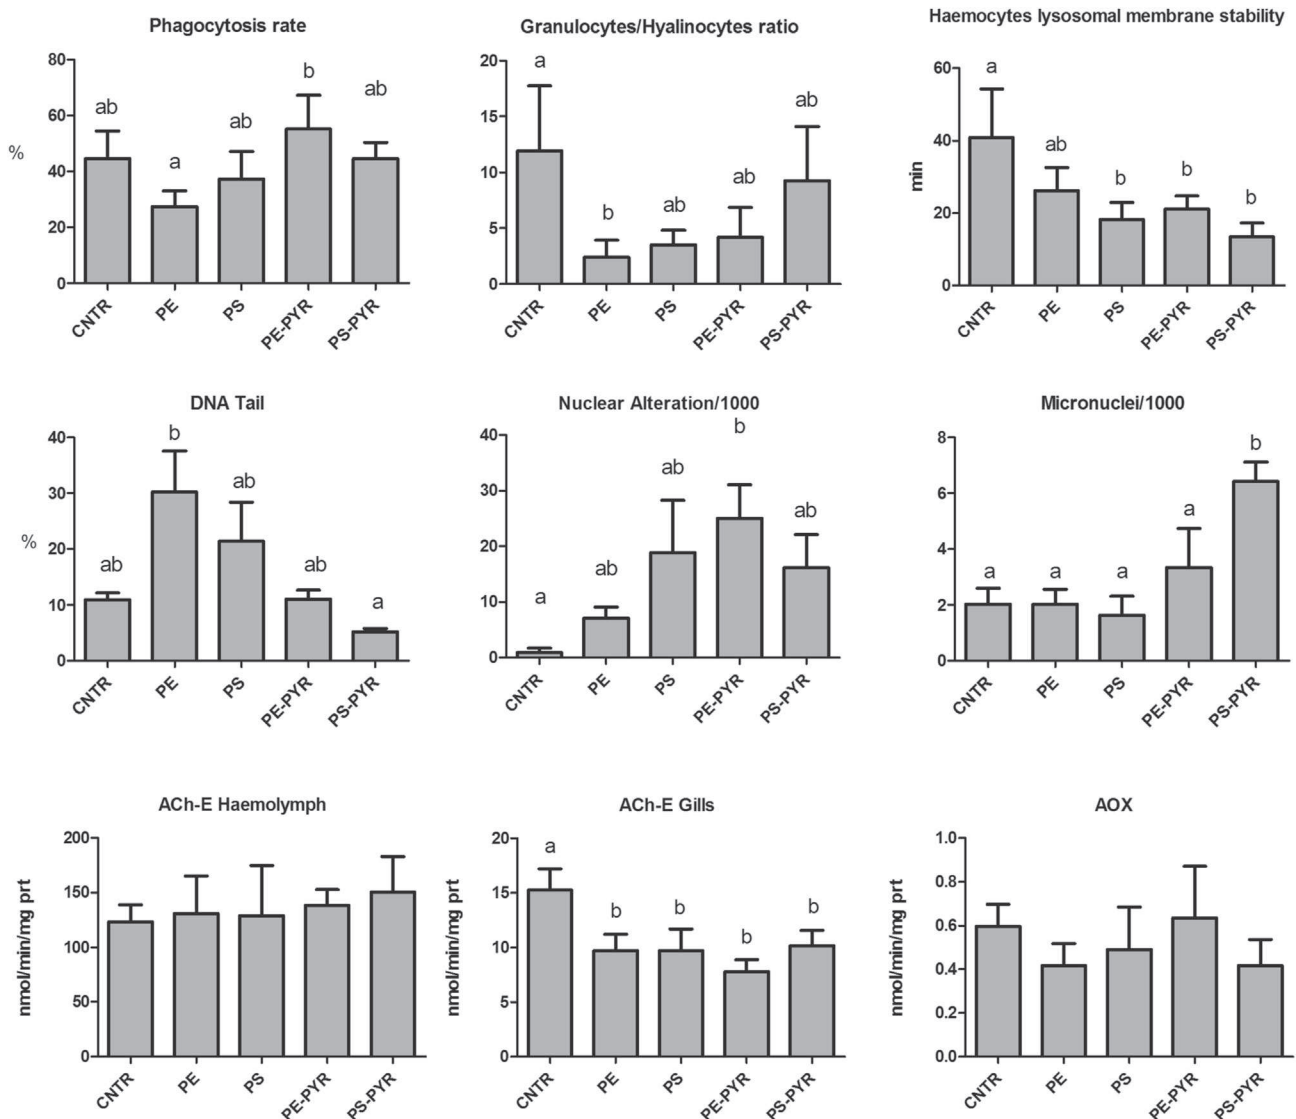 Phagocytosis rate
%
80
60
40
20
0
ab
a
ab
b
ab
CNTR
PE
PS
PE-PYR
PS-PYR
Granulocytes/Hyalinocytes ratio
20
15
10
5
0
a
b
ab
ab
ab
CNTR
PE
PS
PE-PYR
PS-PYR
Haemocytes lysosomal membrane stability
min
60
40
20
0
a
ab
b
b
b
CNTR
PE
PS
PE-PYR
PS-PYR
DNA Tail
%
40
30
20
10
0
ab
b
ab
ab
a
CNTR
PE
PS
PE-PYR
PS-PYR
Nuclear Alteration/1000
40
30
20
10
0
a
ab
ab
b
ab
CNTR
PE
PS
PE-PYR
PS-PYR
Micronuclei/1000
8
6
4
2
0
a
a
a
a
b
CNTR
PE
PS
PE-PYR
PS-PYR
ACh-E Haemolymph
nmol/min/mg prt
200
150
100
50
0
CNTR
PE
PS
PE-PYR
PS-PYR
ACh-E Gills
nmol/min/mg prt
20
15
10
5
0
a
b
b
b
b
CNTR
PE
PS
PE-PYR
PS-PYR
AOX
nmol/min/mg prt
1.0
0.8
0.6
0.4
0.2
0.0
CNTR
PE
PS
PE-PYR
PS-PYR